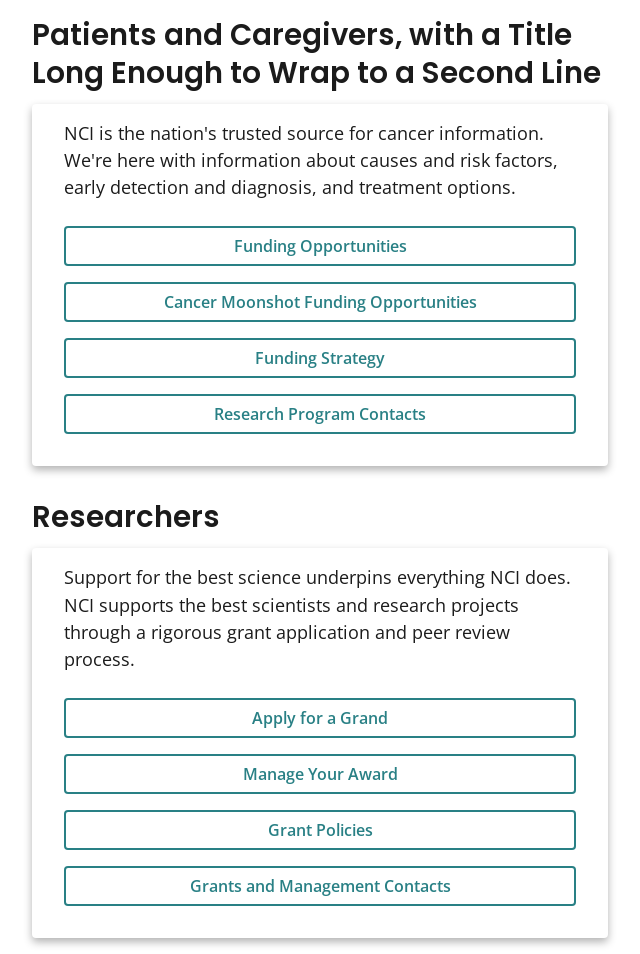 Patients and Caregivers, with a Title
Long Enough to Wrap to a Second Line
NCI is the nation's trusted source for cancer information.
We're here with information about causes and risk factors,
early detection and diagnosis, and treatment options.
Funding Opportunities
Cancer Moonshot Funding Opportunities
Funding Strategy
Research Program Contacts
Researchers
Support for the best science underpins everything NCI does.
NCI supports the best scientists and research projects
through a rigorous grant application and peer review
process.
Apply for a Grand
Manage Your Award
Grant Policies
Grants and Management Contacts